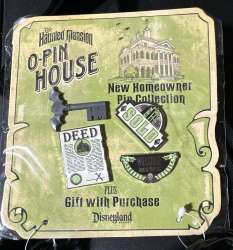 The
Haunted Mansion
O-PIN
HOUSE
New Homeowner
Pin Collection
SOLD
DEED
PLUS
Gift with Purchase
Disneyland